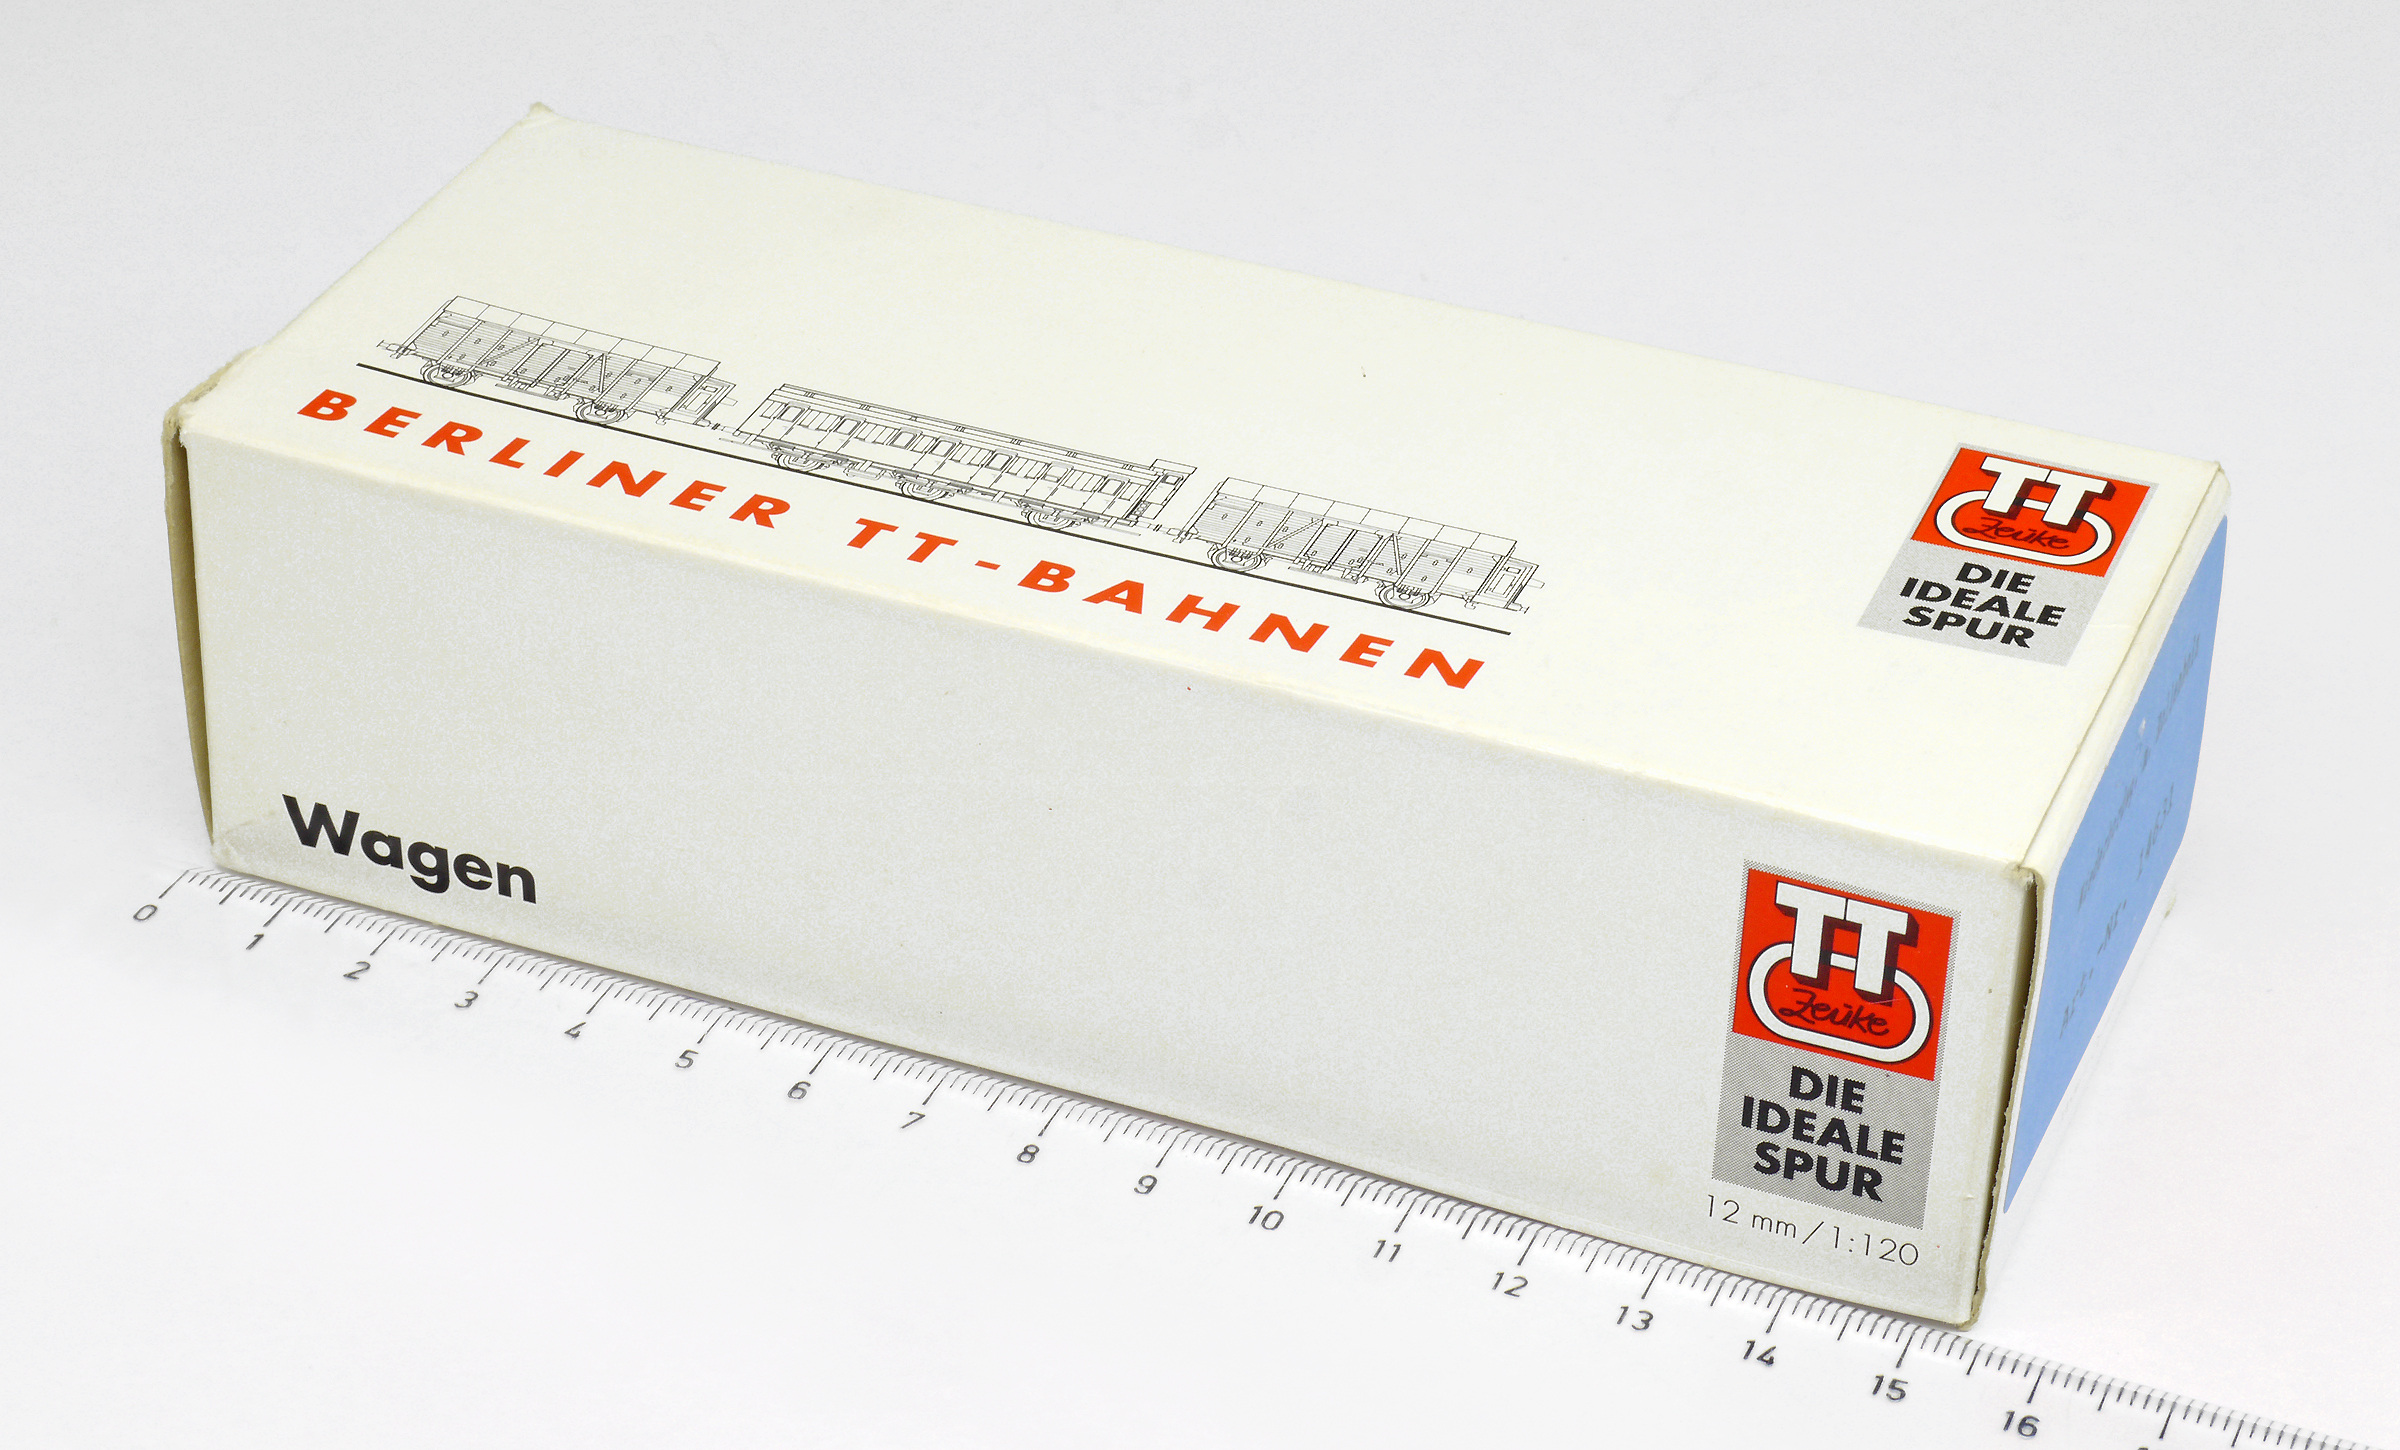 BERLINER TT-BAHNEN
TT
Zeuke
DIE
IDEALE
SPUR
Wagen
TT
Zeuke
DIE
IDEALE
SPUR
12 mm / 1:120
0 1 2 3 4 5 6 7 8 9 10 11 12 13 14 15 16